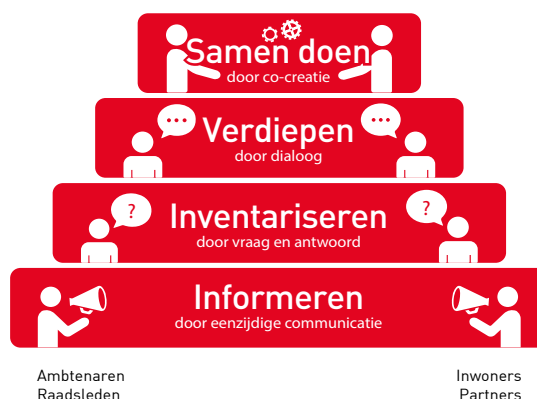 Samen doen
door co-creatie
Verdiepen
door dialoog
? Inventariseren ?
door vraag en antwoord
Informeren
door eenzijdige communicatie
Ambtenaren Inwoners
Raadsleden Partners